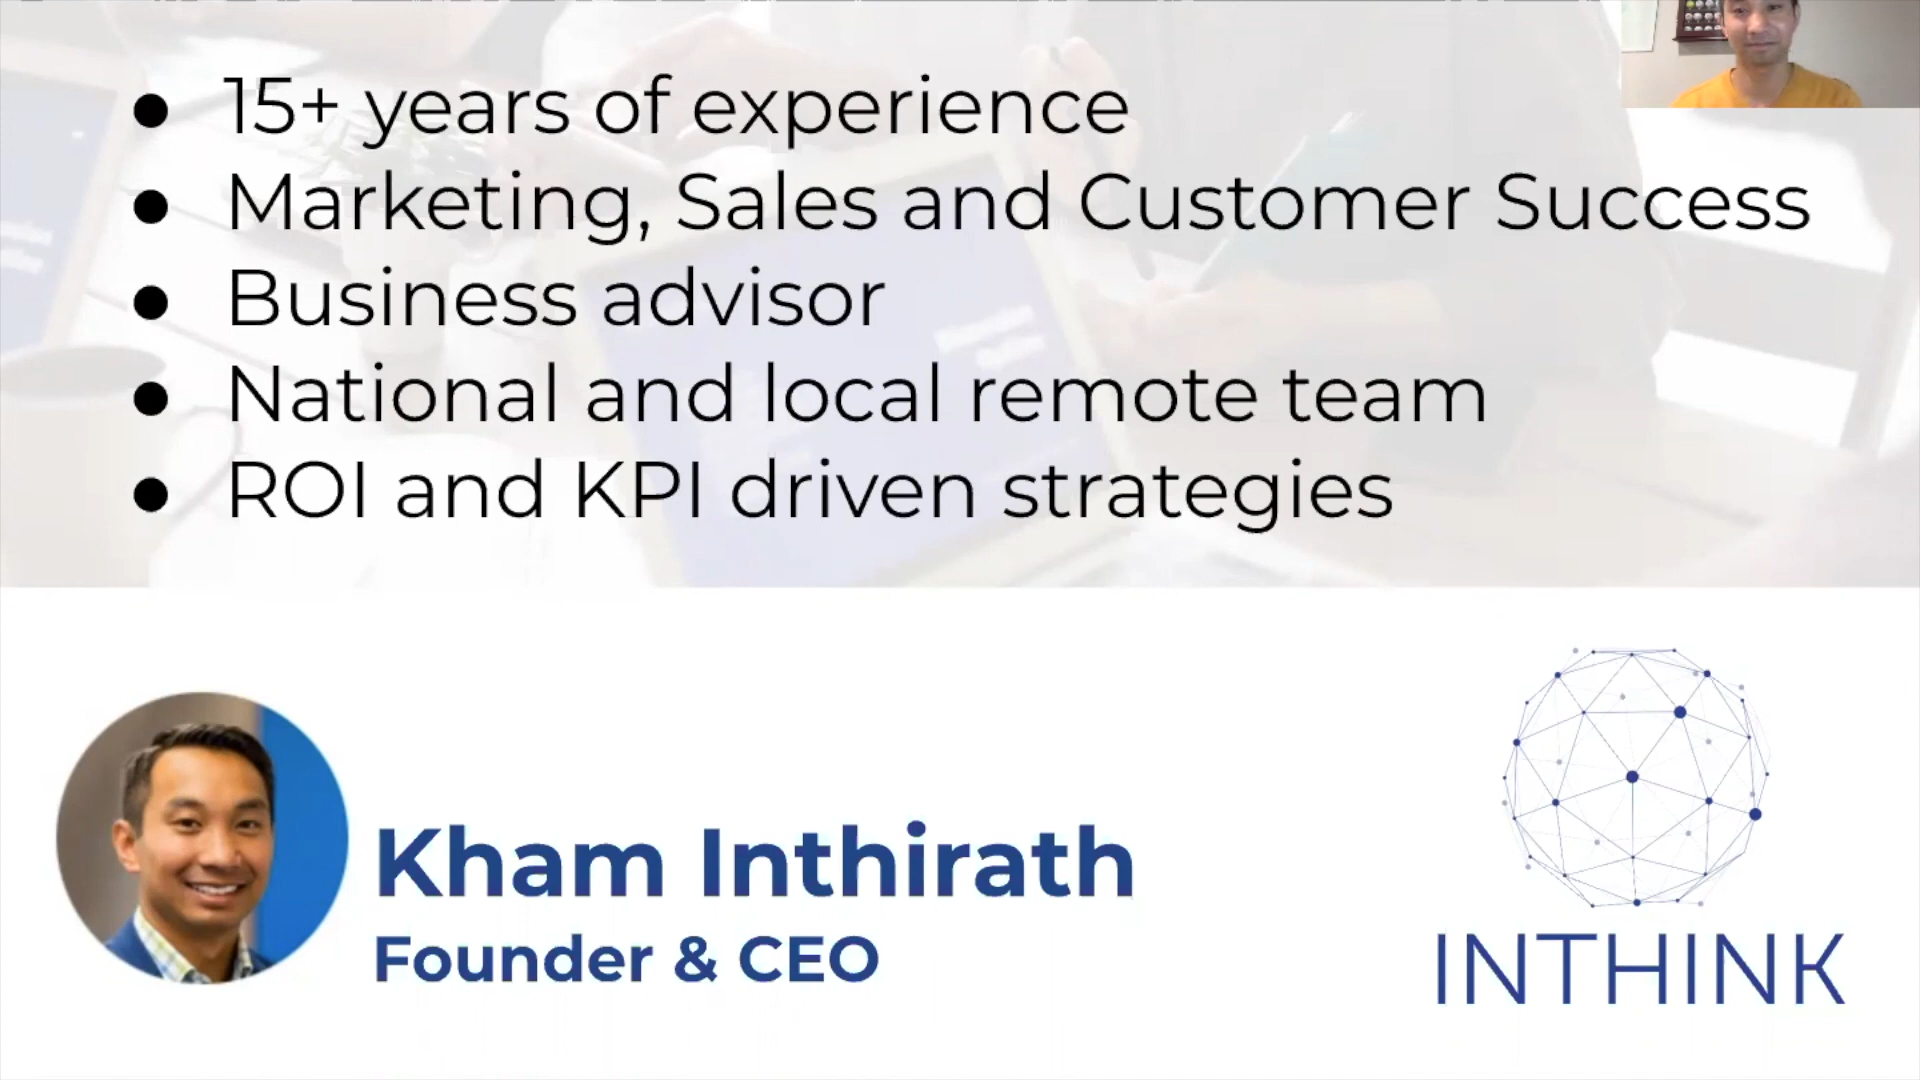 ● 15+ years of experience
● Marketing, Sales and Customer Success
● Business advisor
● National and local remote team
● ROI and KPI driven strategies
Kham Inthirath
Founder & CEO
INTHINK